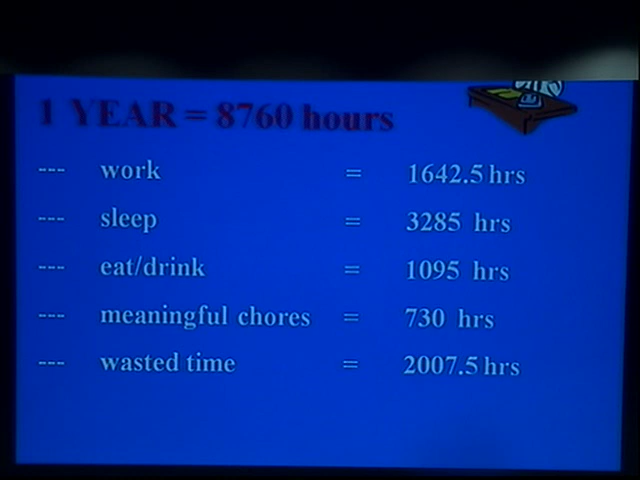 1 YEAR = 8760 hours
--- work = 1642.5 hrs
--- sleep = 3285 hrs
--- eat/drink = 1095 hrs
--- meaningful chores = 730 hrs
--- wasted time = 2007.5 hrs